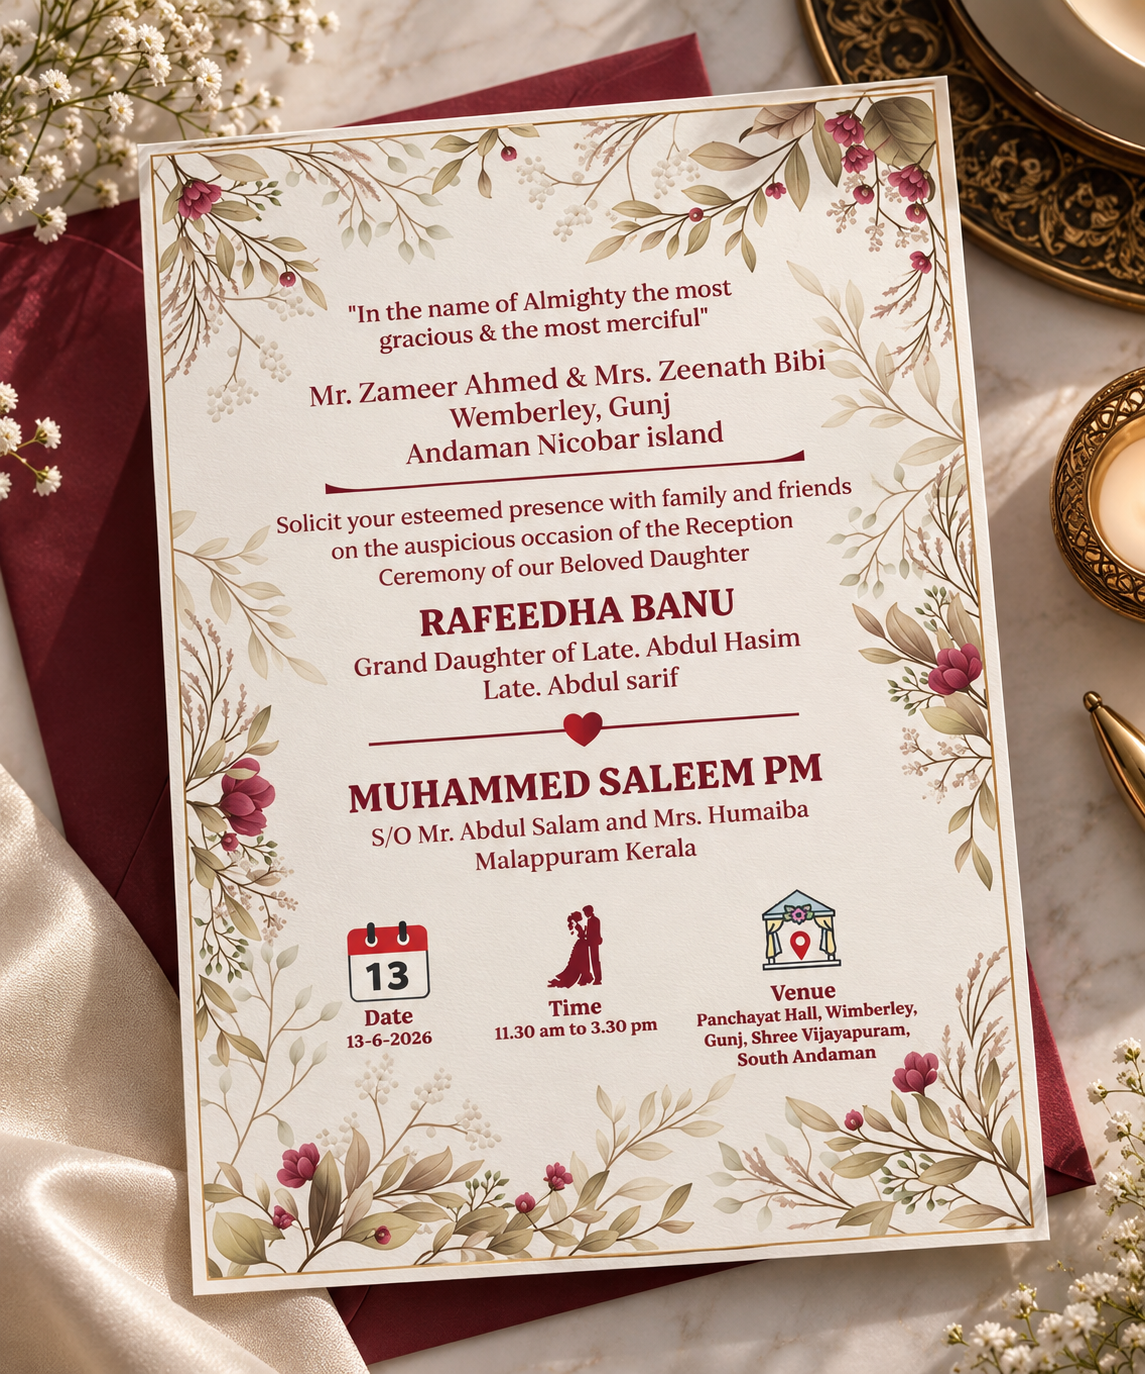 "In the name of Almighty the most
gracious & the most merciful"
Mr. Zameer Ahmed & Mrs. Zeenath Bibi
Wemberley, Gunj
Andaman Nicobar island
Solicit your esteemed presence with family and friends
on the auspicious occasion of the Reception
Ceremony of our Beloved Daughter
RAFEEDHA BANU
Grand Daughter of Late. Abdul Hasim
Late. Abdul sarif
MUHAMMED SALEEM PM
S/O Mr. Abdul Salam and Mrs. Humaiba
Malappuram Kerala
13
Date
13-6-2026
Time
11.30 am to 3.30 pm
Venue
Panchayat Hall, Wimberley,
Gunj, Shree Vijayapuram,
South Andaman